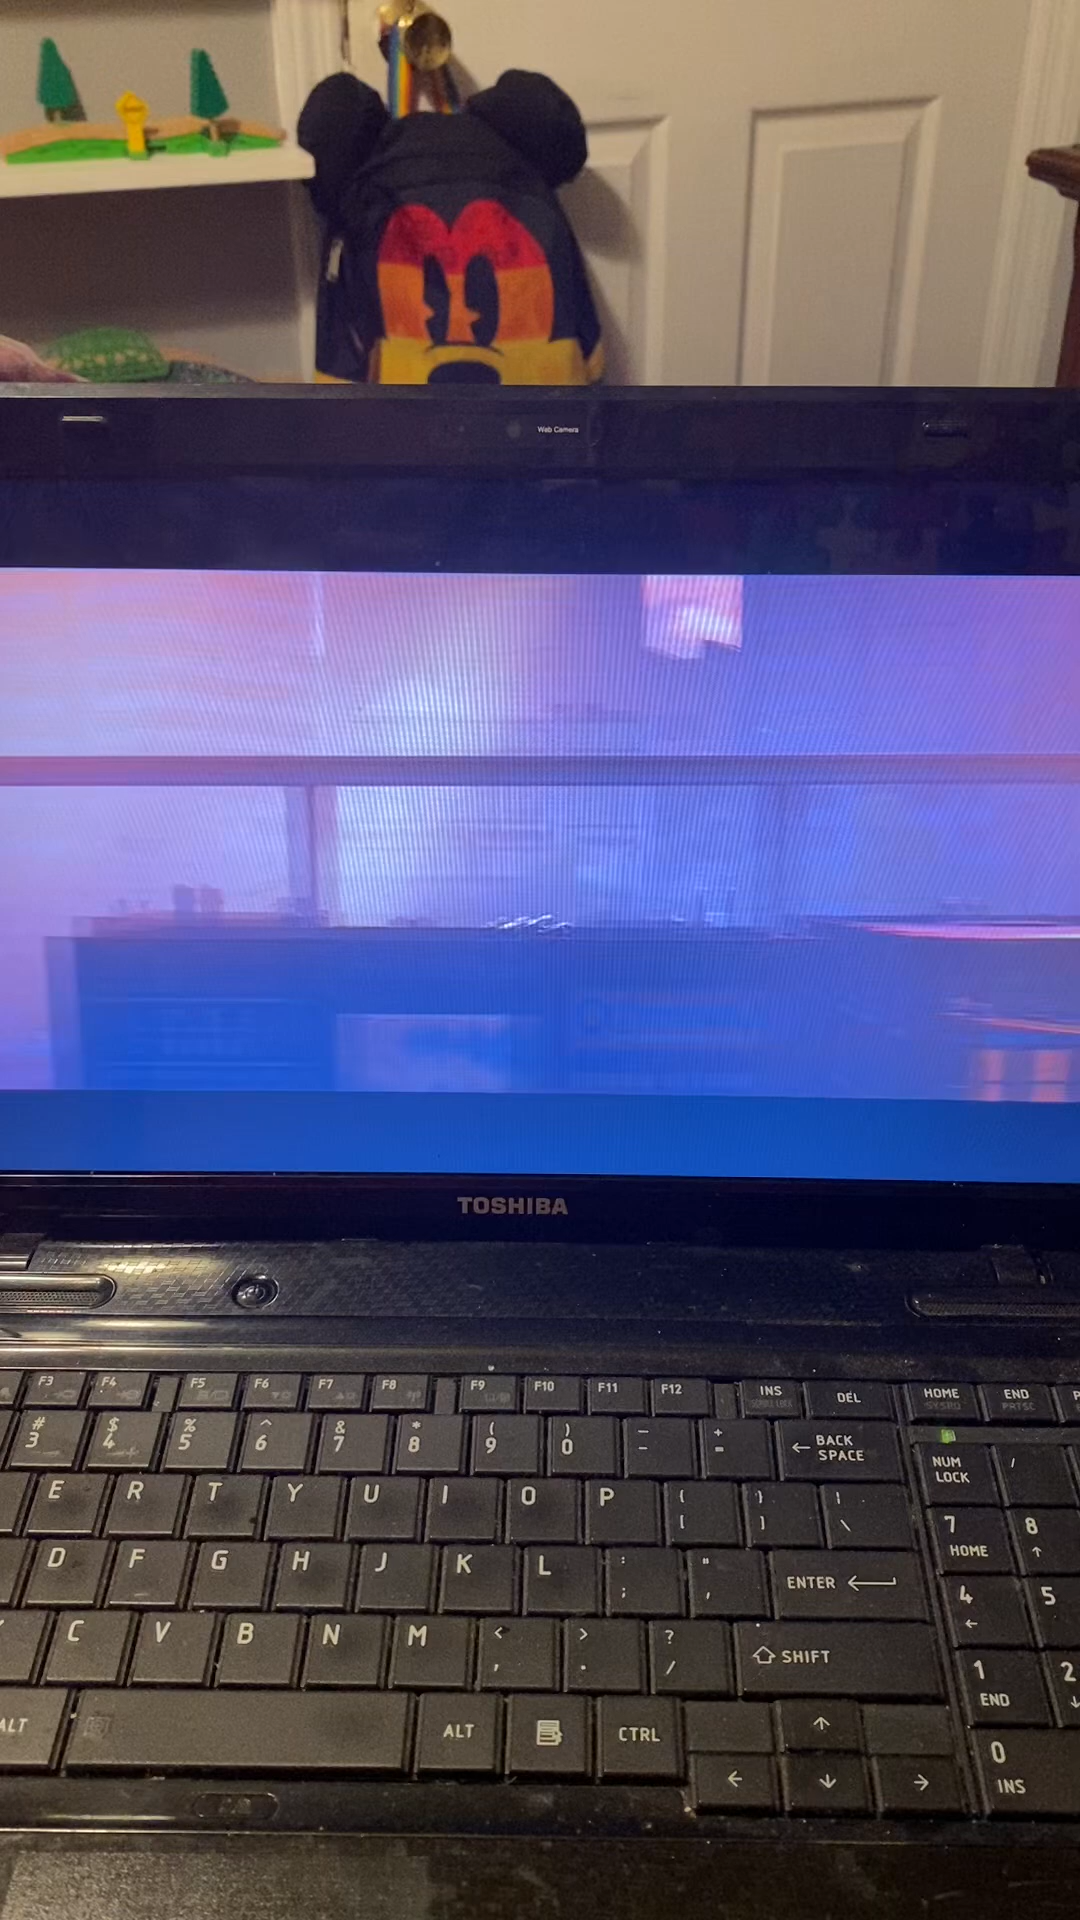 Web Camera
TOSHIBA
F3 F4 F5 F6 F7 F8 F9 F10 F11 F12 INS DEL HOME END
SYSRQ PRTSC
# $ % ^ & * ( ) _ + ← BACK SPACE
3 4 5 6 7 8 9 0 - =
NUM LOCK /
E R T Y U I O P { } |
[ ] \
7 HOME 8 ↑
D F G H J K L : " ENTER
; '
4 ← 5
C V B N M < > ? SHIFT
, . /
1 END 2 ↓
ALT ALT CTRL ↑
← ↓ →
0 INS